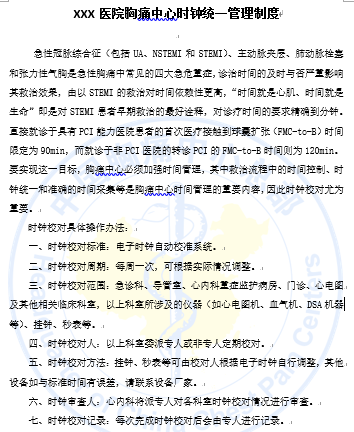 XXX 医院胸痛中心时钟统一管理制度
急性冠脉综合征（包括 UA、NSTEMI 和 STEMI）、主动脉夹层、肺动脉栓塞
和张力性气胸是急性胸痛中常见的四大急危重症，诊治时间的及时与否严重影响
其救治效果，由以 STEMI 的救治对时间依赖性更高，“时间就是心肌、时间就是
生命”即是对 STEMI 患者早期救治的最好诠释，对诊疗时间的要求精确到分钟。
直接就诊于具有 PCI 能力医院患者的首次医疗接触到球囊扩张（FMC-to-B）时间
限定为 90min，而就诊于非 PCI 医院的转诊 PCI 的 FMC-to-B 时间则为 120min。
要实现这一目标，胸痛中心必须加强时间管理，其中救治流程中的时间控制、时
钟统一和准确的时间采集等是胸痛中心时间管理的重要内容，因此时钟校对尤为
重要。
时钟校对具体操作办法：
一、时钟校对标准：电子时钟自动校准系统。
二、时钟校对周期：每周一次，可根据实际情况调整。
三、时钟校对范围：急诊科、导管室、心内科重症监护病房、门诊、心电图
及其他相关临床科室，以上科室所涉及的仪器（如心电图机、血气机、DSA 机器
等）、挂钟、秒表等。
四、时钟校对人：以上科室委派专人或非专人定期校对。
五、时钟校对方法：挂钟、秒表等可由校对人根据电子时钟自行调整，其他
设备如与标准时间有误差，请联系设备厂家。
六、时钟审查人：心内科将派专人对各科室时钟校对情况进行审查。
七、时钟校对记录：每次完成时钟校对后会由专人进行记录。